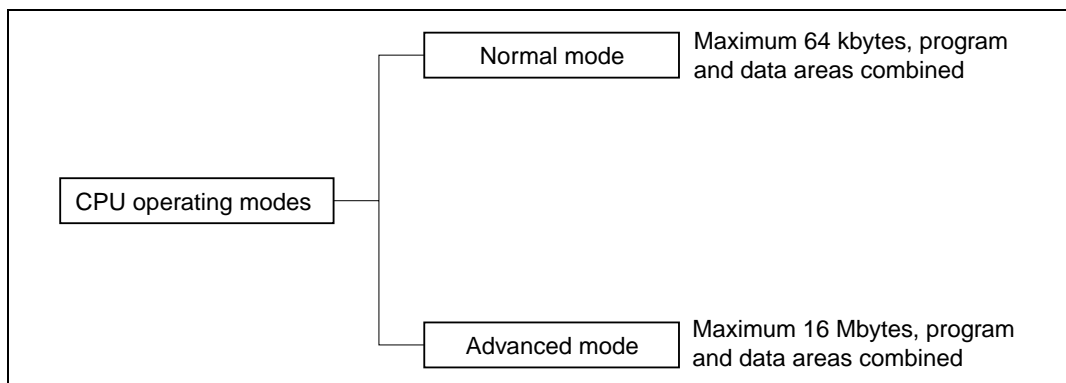 Normal mode
Maximum 64 kbytes, program
and data areas combined
CPU operating modes
Advanced mode
Maximum 16 Mbytes, program
and data areas combined